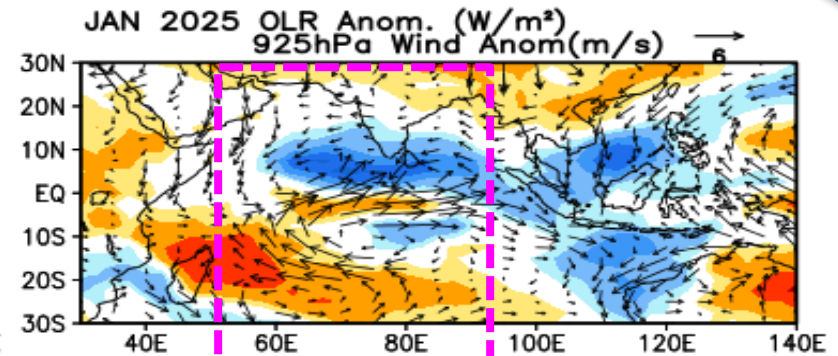 JAN 2025 OLR Anom. (W/m²)
925hPa Wind Anom(m/s)
6
30N
20N
10N
EQ
10S
20S
30S
40E 60E 80E 100E 120E 140E